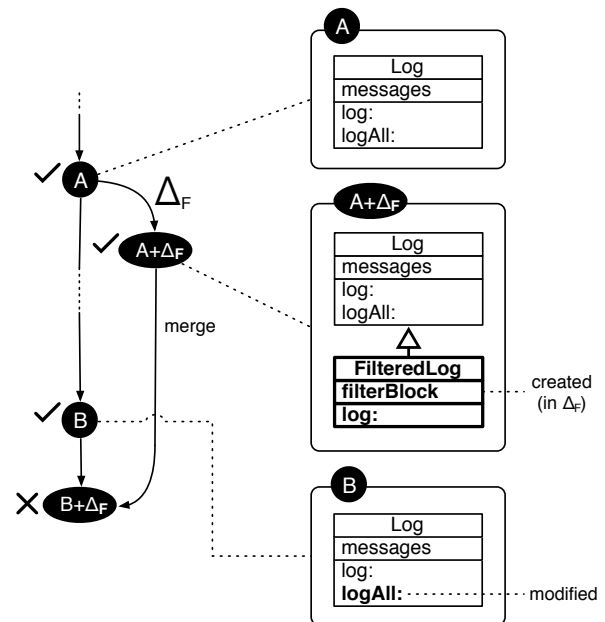 A
Log
messages
log:
logAll:
A
ΔF
A+ΔF
merge
B
B+ΔF
A+ΔF
Log
messages
log:
logAll:
FilteredLog
filterBlock
log:
created
(in ΔF)
B
Log
messages
log:
logAll:
modified